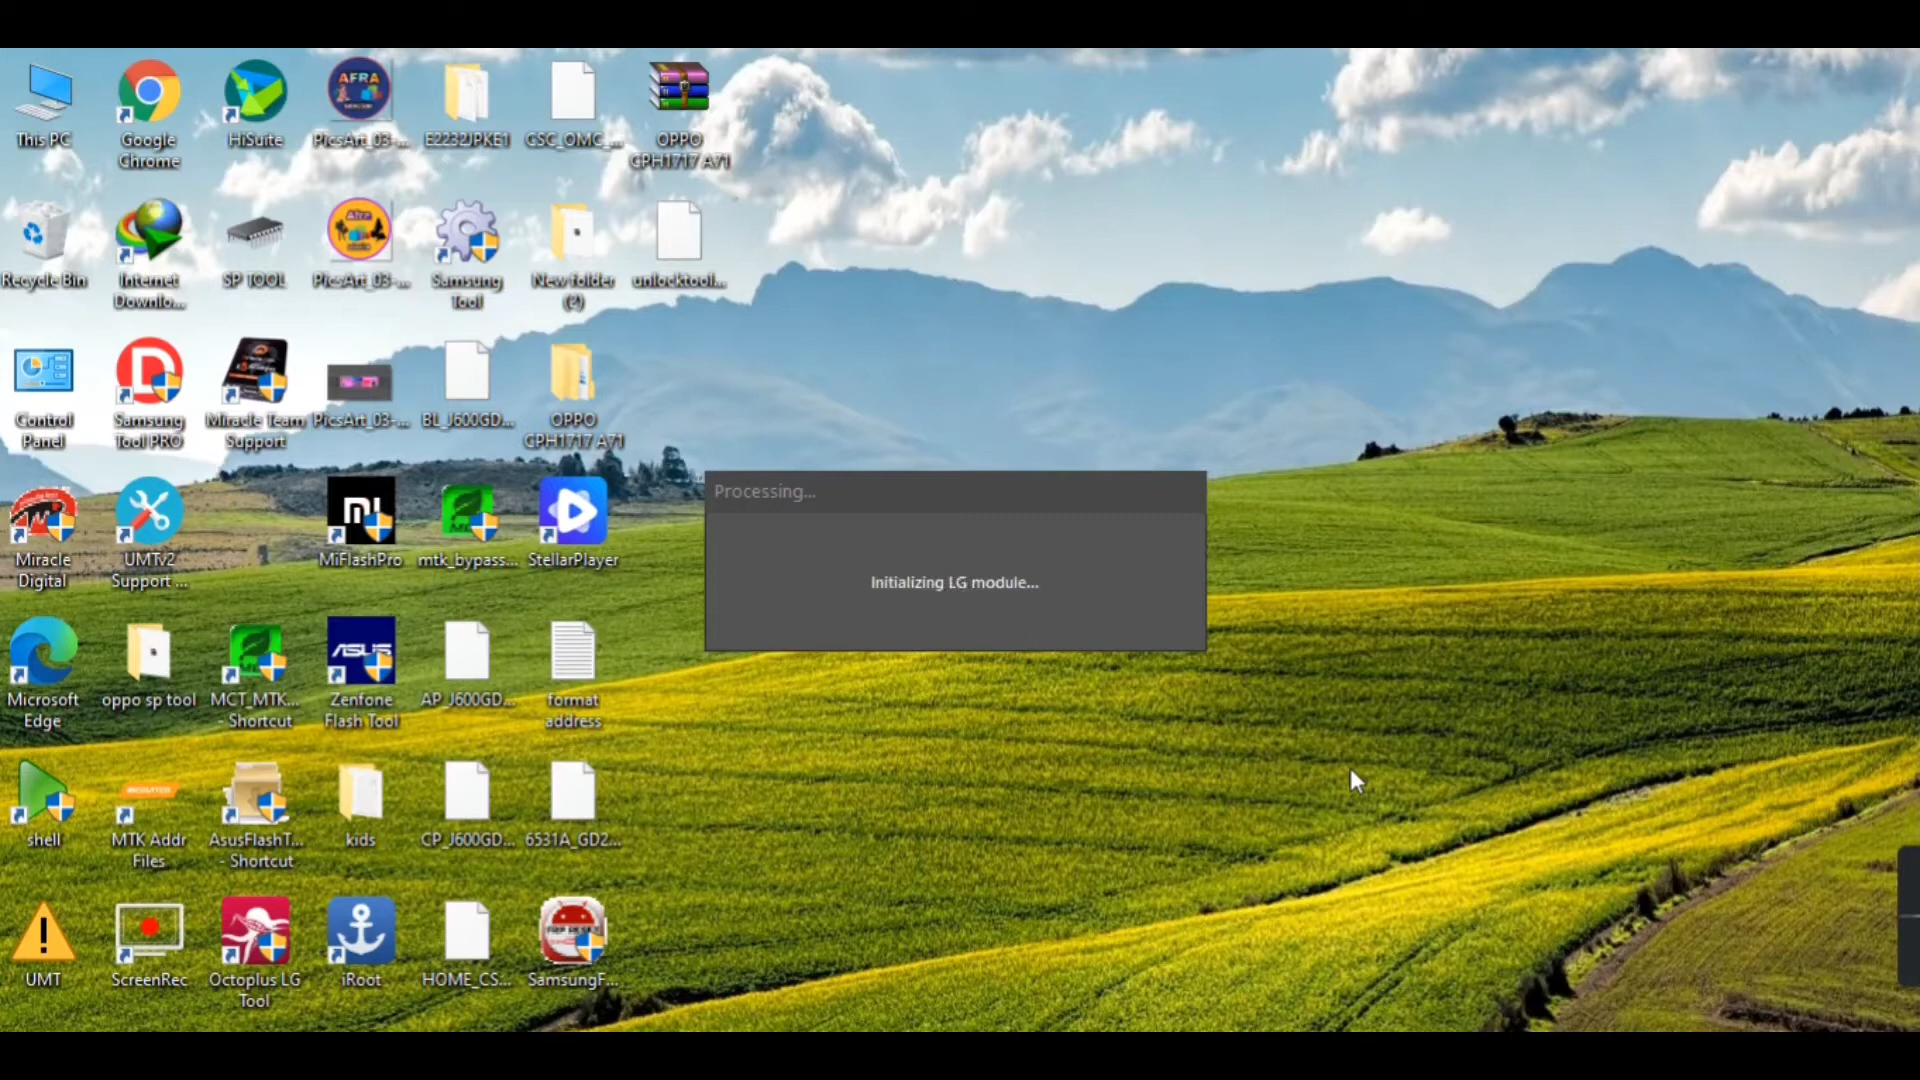 This PC
Google
Chrome
HiSuite
PicsArt_03-...
E2232JPKE1
CSC_OMC_...
OPPO
CPH1717 A71
Recycle Bin
Internet
Downlo...
SP TOOL
PicsArt_03-...
Samsung
Tool
New folder
(2)
unlocktool...
Control
Panel
Samsung
Tool PRO
Miracle Team
Support
PicsArt_03-...
BL_J600GD...
OPPO
CPH1717 A71
Processing...
Initializing LG module...
Miracle
Digital
UMTv2
Support ...
MiFlashPro
mtk_bypass...
StellarPlayer
Microsoft
Edge
oppo sp tool
MCT_MTK...
- Shortcut
ASUS
Zenfone
Flash Tool
AP_J600GD...
format
address
shell
MTK Addr
Files
AsusFlashT...
- Shortcut
kids
CP_J600GD...
6531A_GD2...
UMT
ScreenRec
Octoplus LG
Tool
iRoot
HOME_CS...
SamsungF...